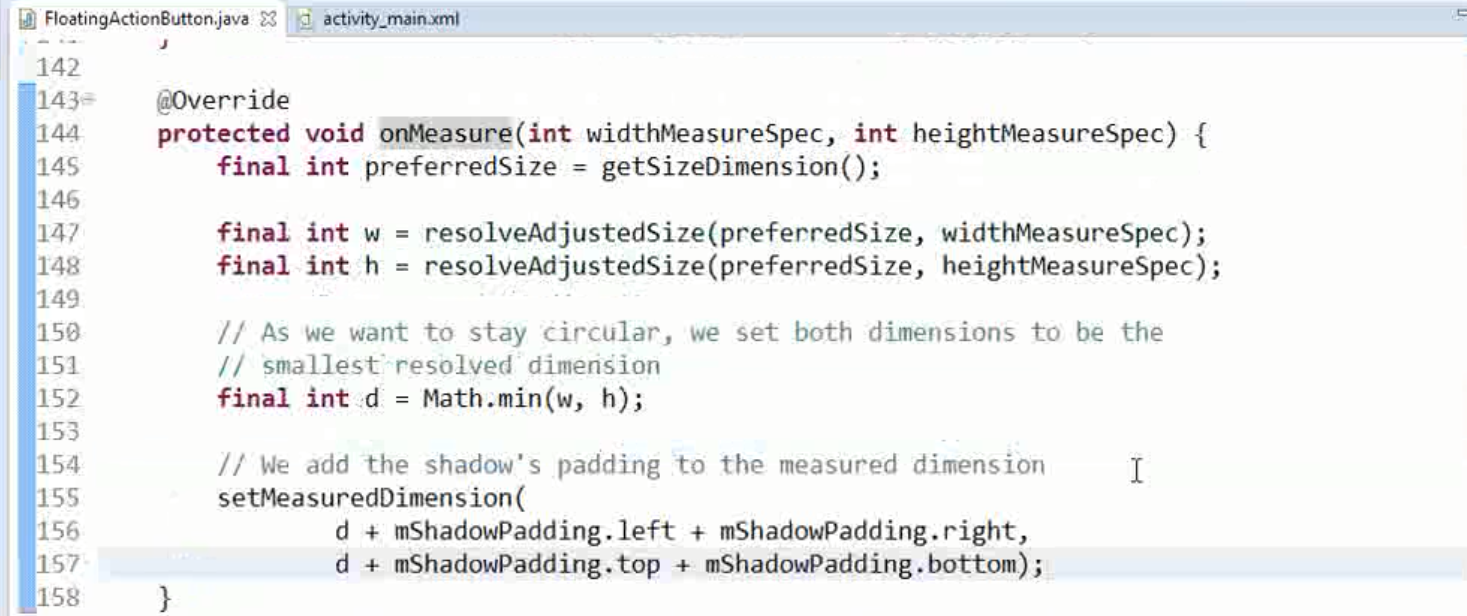 FloatingActionButton.java activity_main.xml
142
143 @Override
144 protected void onMeasure(int widthMeasureSpec, int heightMeasureSpec) {
145 final int preferredSize = getSizeDimension();
146
147 final int w = resolveAdjustedSize(preferredSize, widthMeasureSpec);
148 final int h = resolveAdjustedSize(preferredSize, heightMeasureSpec);
149
150 // As we want to stay circular, we set both dimensions to be the
151 // smallest resolved dimension
152 final int d = Math.min(w, h);
153
154 // We add the shadow's padding to the measured dimension
155 setMeasuredDimension(
156 d + mShadowPadding.left + mShadowPadding.right,
157 d + mShadowPadding.top + mShadowPadding.bottom);
158 }